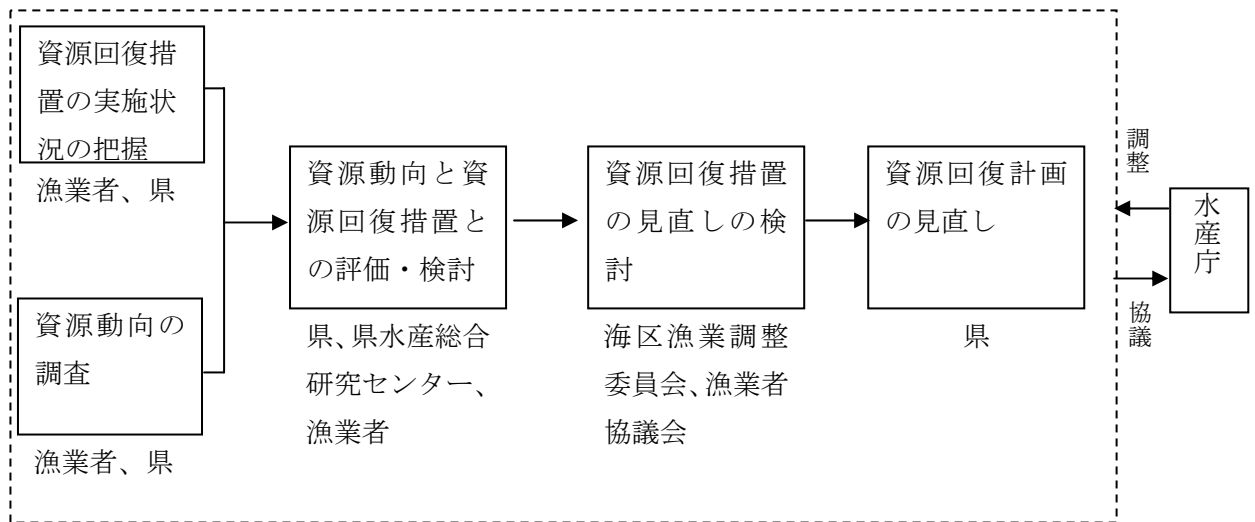 資源回復措
置の実施状
況の把握
漁業者、県
資源動向の
調査
漁業者、県
資源動向と資
源回復措置と
の評価・検討
県、県水産総合
研究センター、
漁業者
資源回復措置
の見直しの検
討
海区漁業調整
委員会、漁業者
協議会
資源回復計画
の見直し
県
調整
協議
水産庁